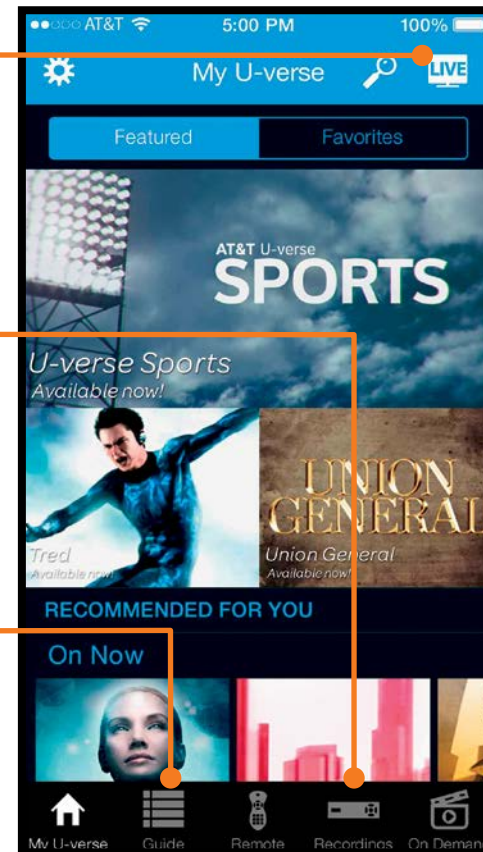 AT&T 5:00 PM 100%
My U-verse LIVE
Featured Favorites
AT&T U-verse
SPORTS
U-verse Sports
Available now!
UNION
GENERAL
Tred Union General
Available now! Available now!
RECOMMENDED FOR YOU
On Now
My U-verse Guide Remote Recordings On Deman